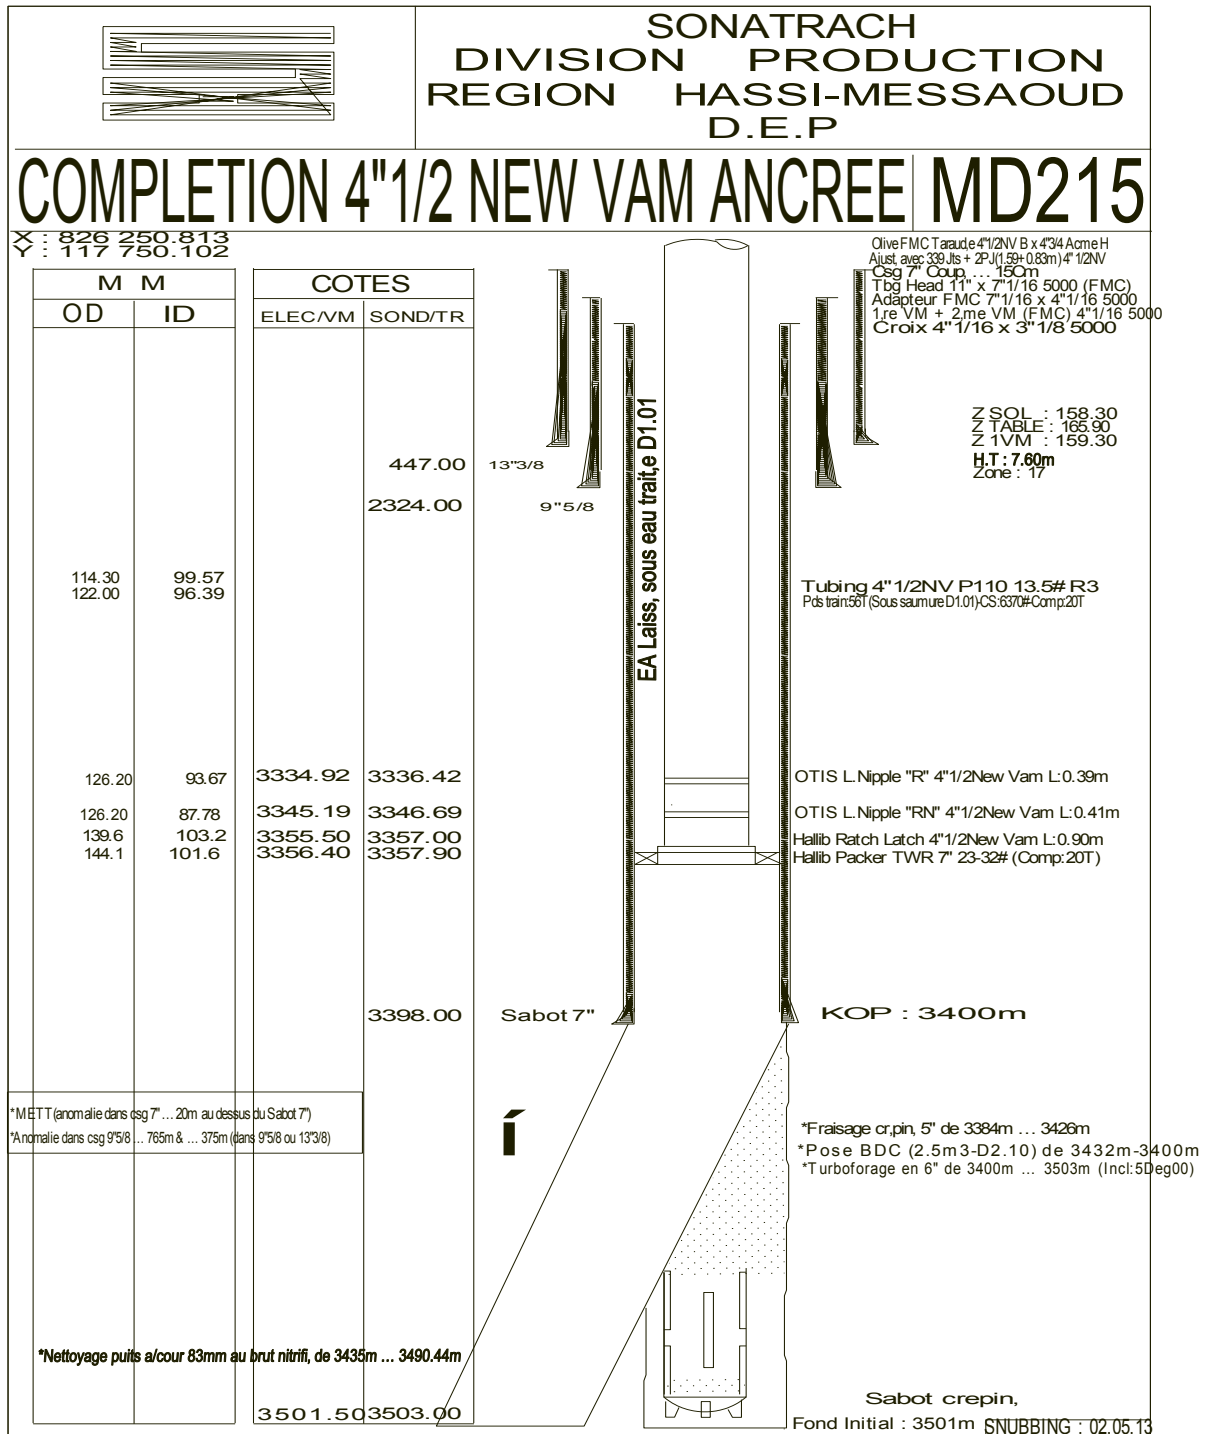 SONATRACH
DIVISION PRODUCTION
REGION HASSI-MESSAOUD
D.E.P
COMPLETION 4"1/2 NEW VAM ANCREE
MD215
X : 826 250.813
Y : 117 750.102
Olive FMC Taraud,e 4"1/2NV B x 4"3/4 Acme H
Ajust, avec 339 Jts + 2PJ(1.59+0.83m) 4" 1/2NV
Csg 7" Coup, ... 150m
Tbg Head 11" x 7"1/16 5000 (FMC)
Adapteur FMC 7"1/16 x 4"1/16 5000
1,re VM + 2,me VM (FMC) 4"1/16 5000
Croix 4"1/16 x 3"1/8 5000
M M
COTES
OD ID
ELEC/VM SOND/TR
Z SOL : 158.30
Z TABLE : 165.90
Z 1VM : 159.30
H.T : 7.60m
Zone : 17
EA Laiss, sous eau trait,e D1.01
447.00 13"3/8
2324.00 9"5/8
114.30 99.57
122.00 96.39
Tubing 4"1/2NV P110 13.5# R3
Pds train:56T(Sous saumure D1.01)-CS:6370#-Comp:20T
126.20 93.67 3334.92 3336.42 OTIS L.Nipple "R" 4"1/2New Vam L:0.39m
126.20 87.78 3345.19 3346.69 OTIS L.Nipple "RN" 4"1/2New Vam L:0.41m
139.6 103.2 3355.50 3357.00 Hallib Ratch Latch 4"1/2New Vam L:0.90m
144.1 101.6 3356.40 3357.90 Hallib Packer TWR 7" 23-32# (Comp:20T)
3398.00 Sabot 7" KOP : 3400m
*METT(anomalie dans csg 7" ... 20m au dessus du Sabot 7")
*Anomalie dans csg 9"5/8 ... 765m & ... 375m (dans 9"5/8 ou 13"3/8)
Í
*Fraisage cr,pin, 5" de 3384m ... 3426m
*Pose BDC (2.5m3-D2.10) de 3432m-3400m
*Turboforage en 6" de 3400m ... 3503m (Incl:5Deg00)
*Nettoyage puits a/cour 83mm au brut nitrifi, de 3435m ... 3490.44m
3501.50 3503.00
Sabot crepin,
Fond Initial : 3501m
SNUBBING : 02.05.13